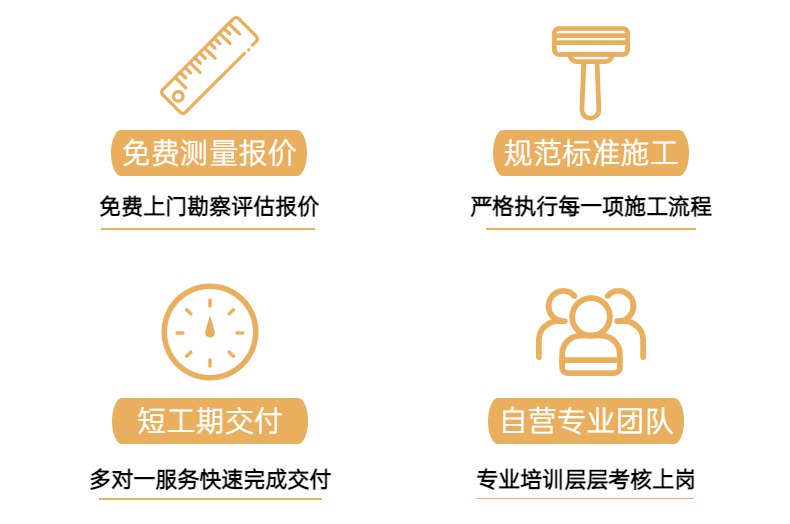 免费测量报价
规范标准施工
免费上门勘察评估报价
严格执行每一项施工流程
短工期交付
自营专业团队
多对一服务快速完成交付
专业培训层层考核上岗